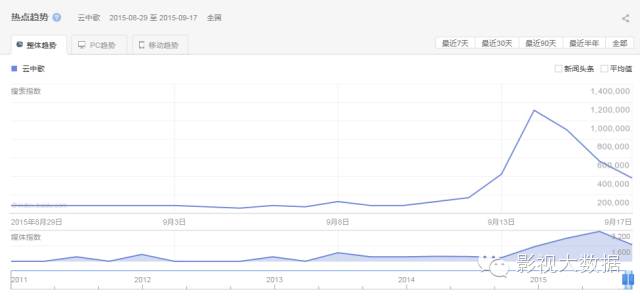 热点趋势 ? 云中歌 2015-08-29 至 2015-09-17 全国
整体趋势 PC趋势 移动趋势 最近7天 最近30天 最近90天 最近半年 全部
云中歌 新闻头条 平均值
搜索指数 1,400,000
1,200,000
1,000,000
800,000
600,000
400,000
200,000
2015年8月29日 9月3日 9月8日 9月13日 9月17日
媒体指数 3,200
1,600
影视大数据
2011 2012 2013 2014 2015